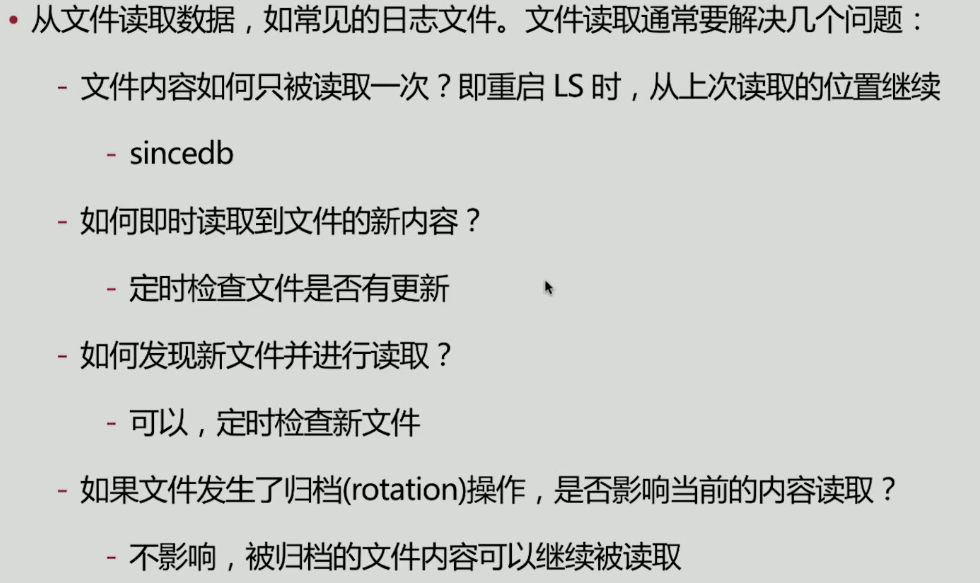 • 从文件读取数据，如常见的日志文件。文件读取通常要解决几个问题：
- 文件内容如何只被读取一次？即重启 LS 时，从上次读取的位置继续
- sincedb
- 如何即时读取到文件的新内容？
- 定时检查文件是否有更新
- 如何发现新文件并进行读取？
- 可以，定时检查新文件
- 如果文件发生了归档(rotation)操作，是否影响当前的内容读取？
- 不影响，被归档的文件内容可以继续被读取